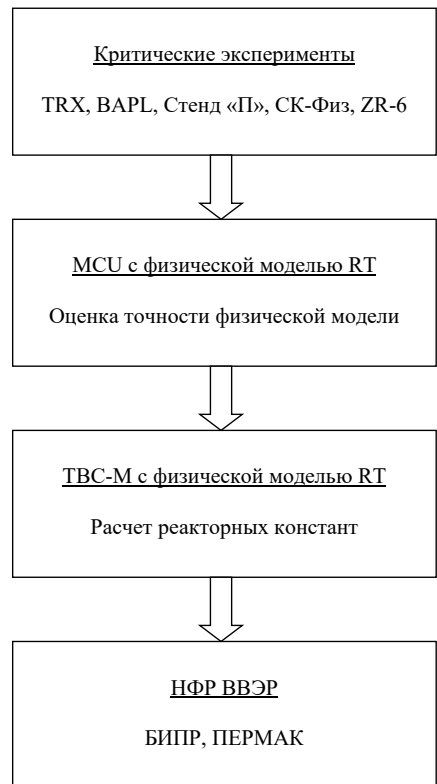 Критические эксперименты
TRX, BAPL, Стенд «П», СК-Физ, ZR-6
MCU с физической моделью RT
Оценка точности физической модели
ТВС-М с физической моделью RT
Расчет реакторных констант
НФР ВВЭР
БИПР, ПЕРМАК